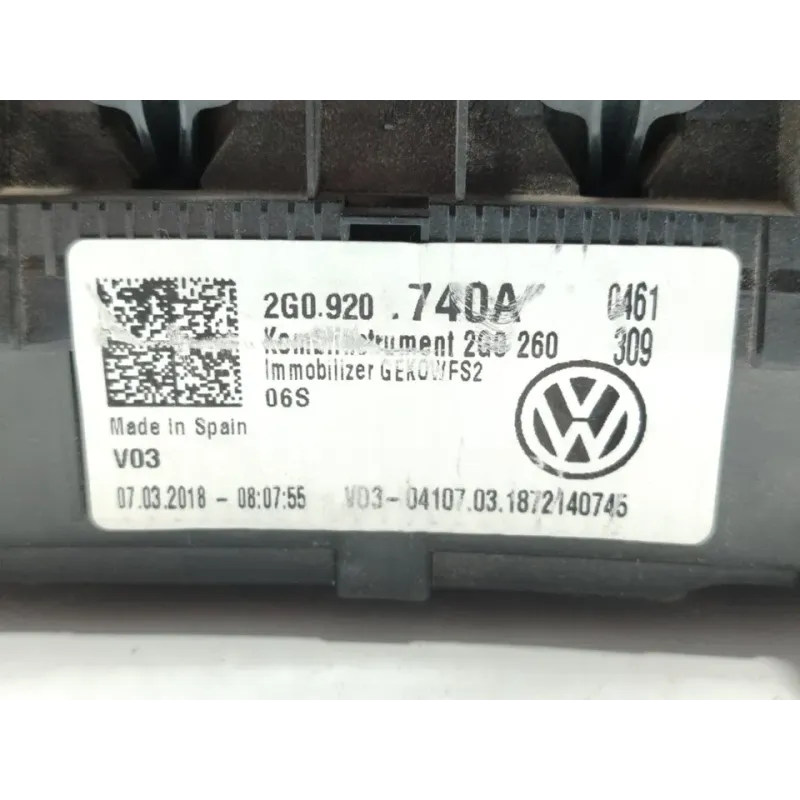 2G0.920 .740A 0461
Kombiinstrument 2G0 260 309
Immobilizer GEKOWFS2
06S
Made in Spain
V03
07.03.2018 - 08:07:55 V03-04107.03.1872140745